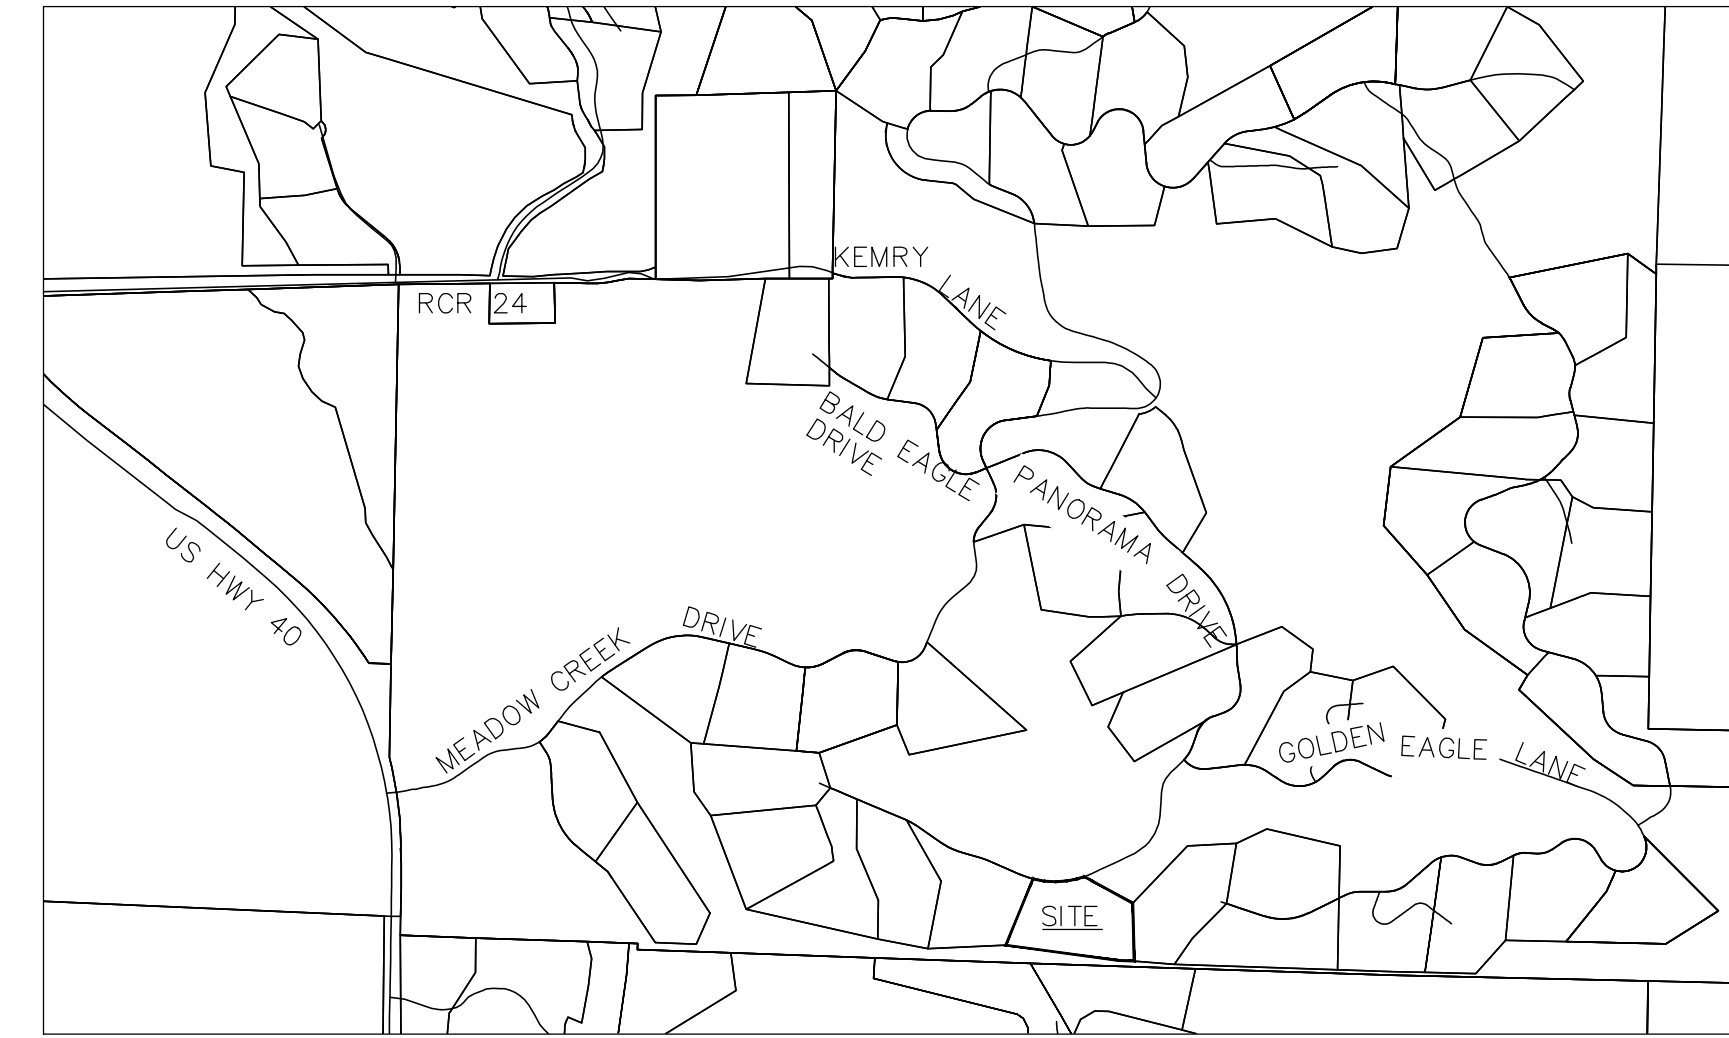 KEMRY
LANE
RCR 24
BALD EAGLE
DRIVE
PANORAMA DRIVE
US HWY 40
MEADOW CREEK DRIVE
GOLDEN EAGLE LANE
SITE